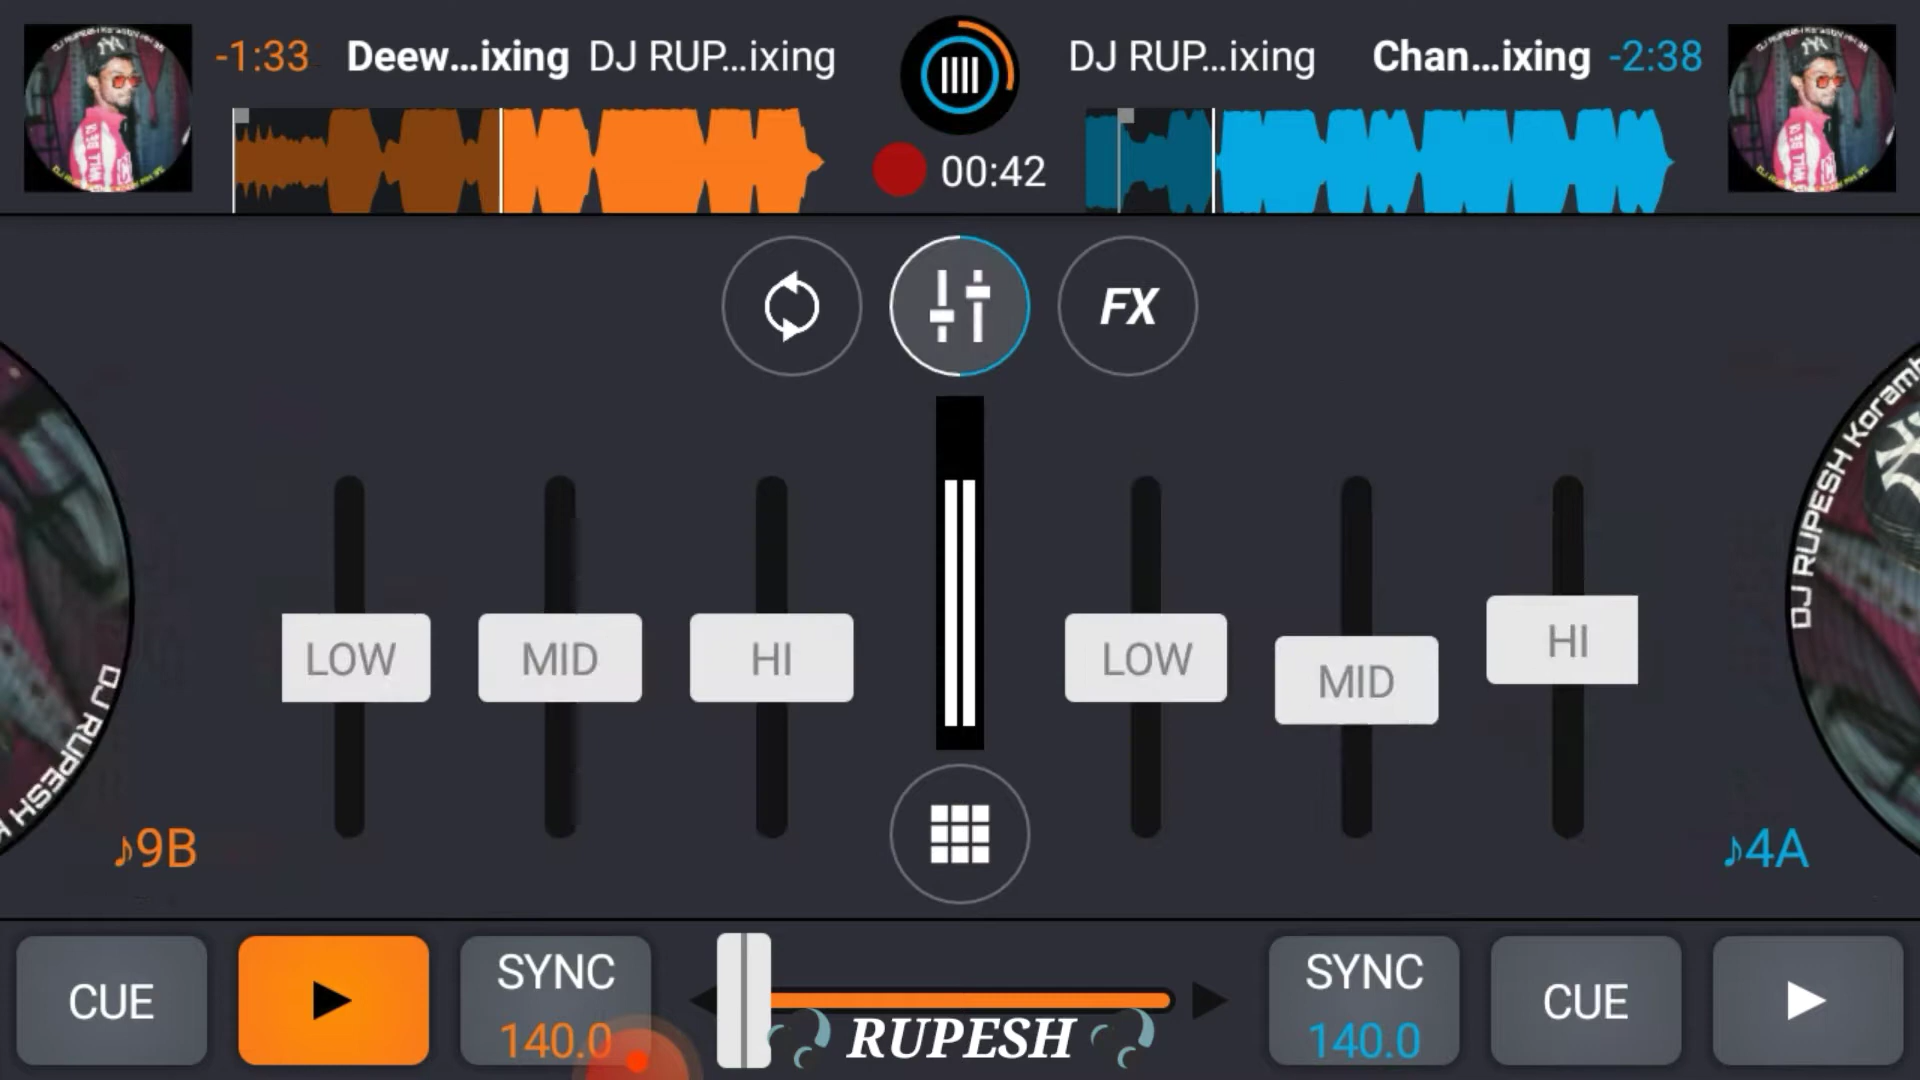 -1:33 Deew...ixing DJ RUP...ixing
DJ RUP...ixing Chan...ixing -2:38
00:42
FX
LOW MID HI LOW MID HI
DJ RUPESH
DJ RUPESH Koramb
♪9B
♪4A
CUE SYNC 140.0
SYNC 140.0 CUE
RUPESH